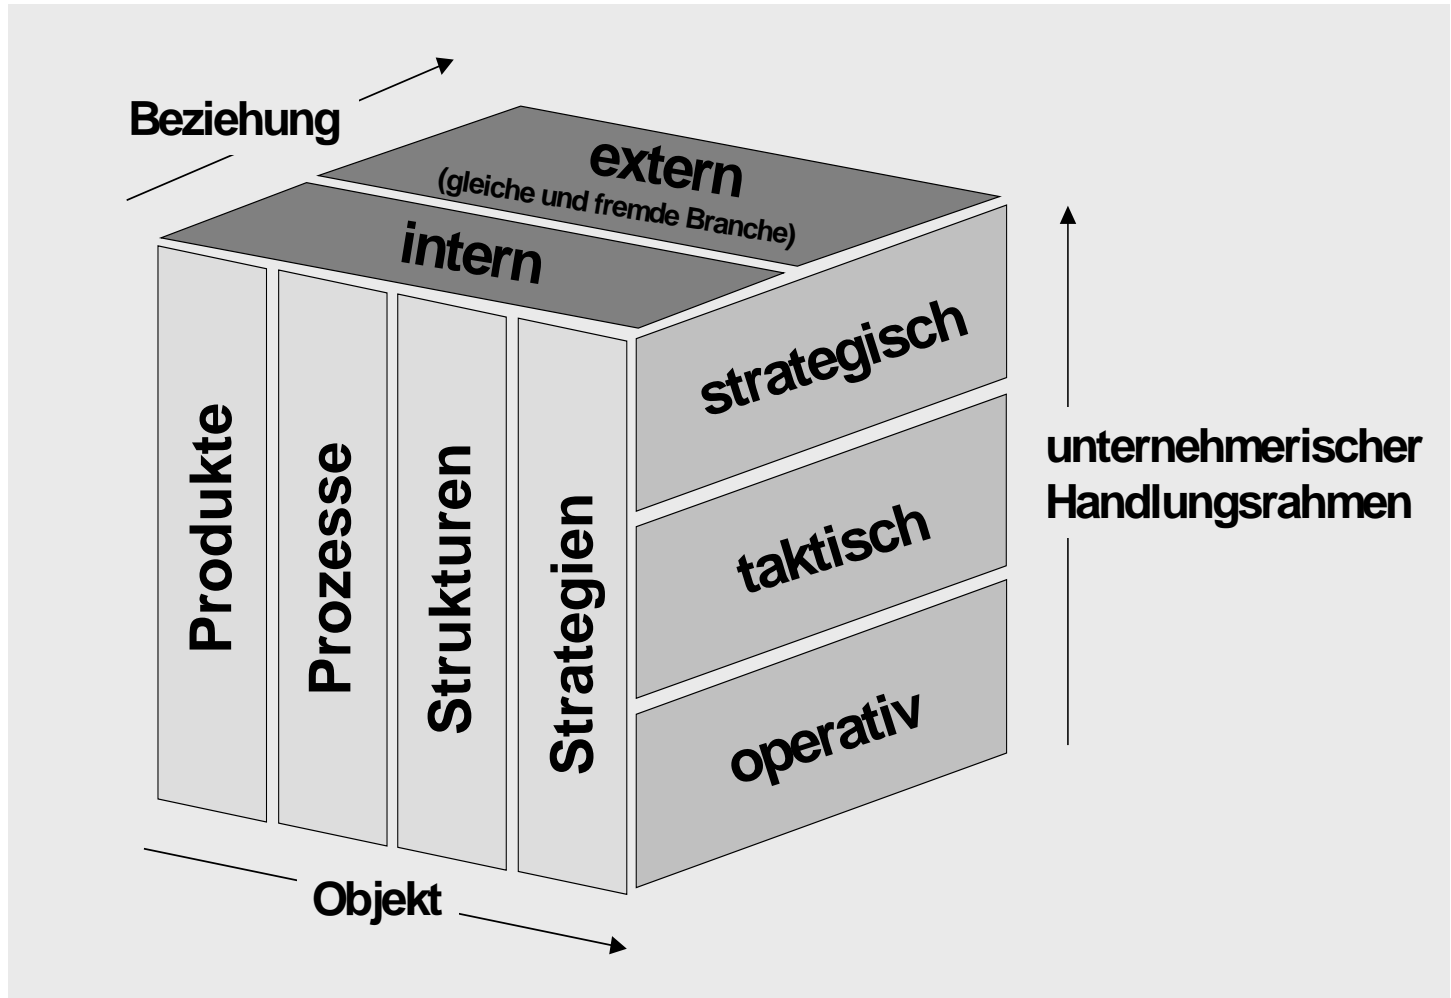 Beziehung
extern
(gleiche und fremde Branche)
intern
Produkte
Prozesse
Strukturen
Strategien
strategisch
taktisch
operativ
unternehmerischer
Handlungsrahmen
Objekt